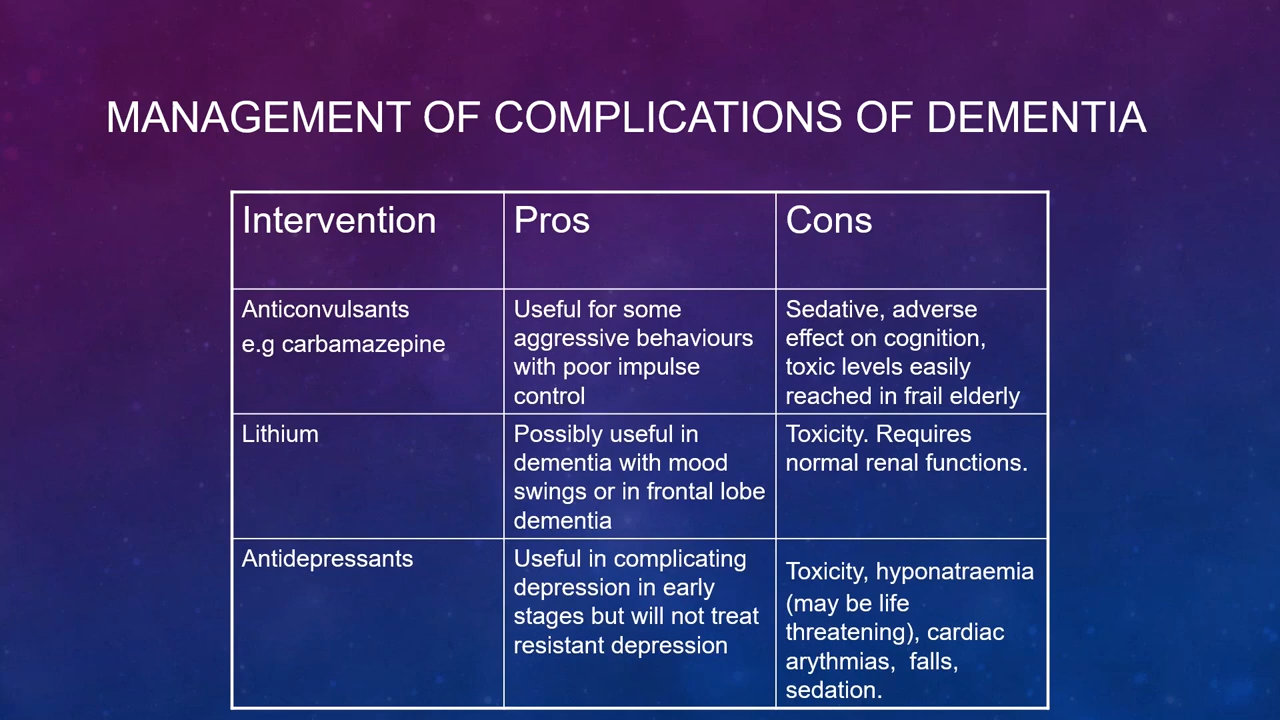 MANAGEMENT OF COMPLICATIONS OF DEMENTIA
Intervention
Pros
Cons
Anticonvulsants
e.g carbamazepine
Useful for some
aggressive behaviours
with poor impulse
control
Sedative, adverse
effect on cognition,
toxic levels easily
reached in frail elderly
Lithium
Possibly useful in
dementia with mood
swings or in frontal lobe
dementia
Toxicity. Requires
normal renal functions.
Antidepressants
Useful in complicating
depression in early
stages but will not treat
resistant depression
Toxicity, hyponatraemia
(may be life
threatening), cardiac
arythmias,  falls,
sedation.